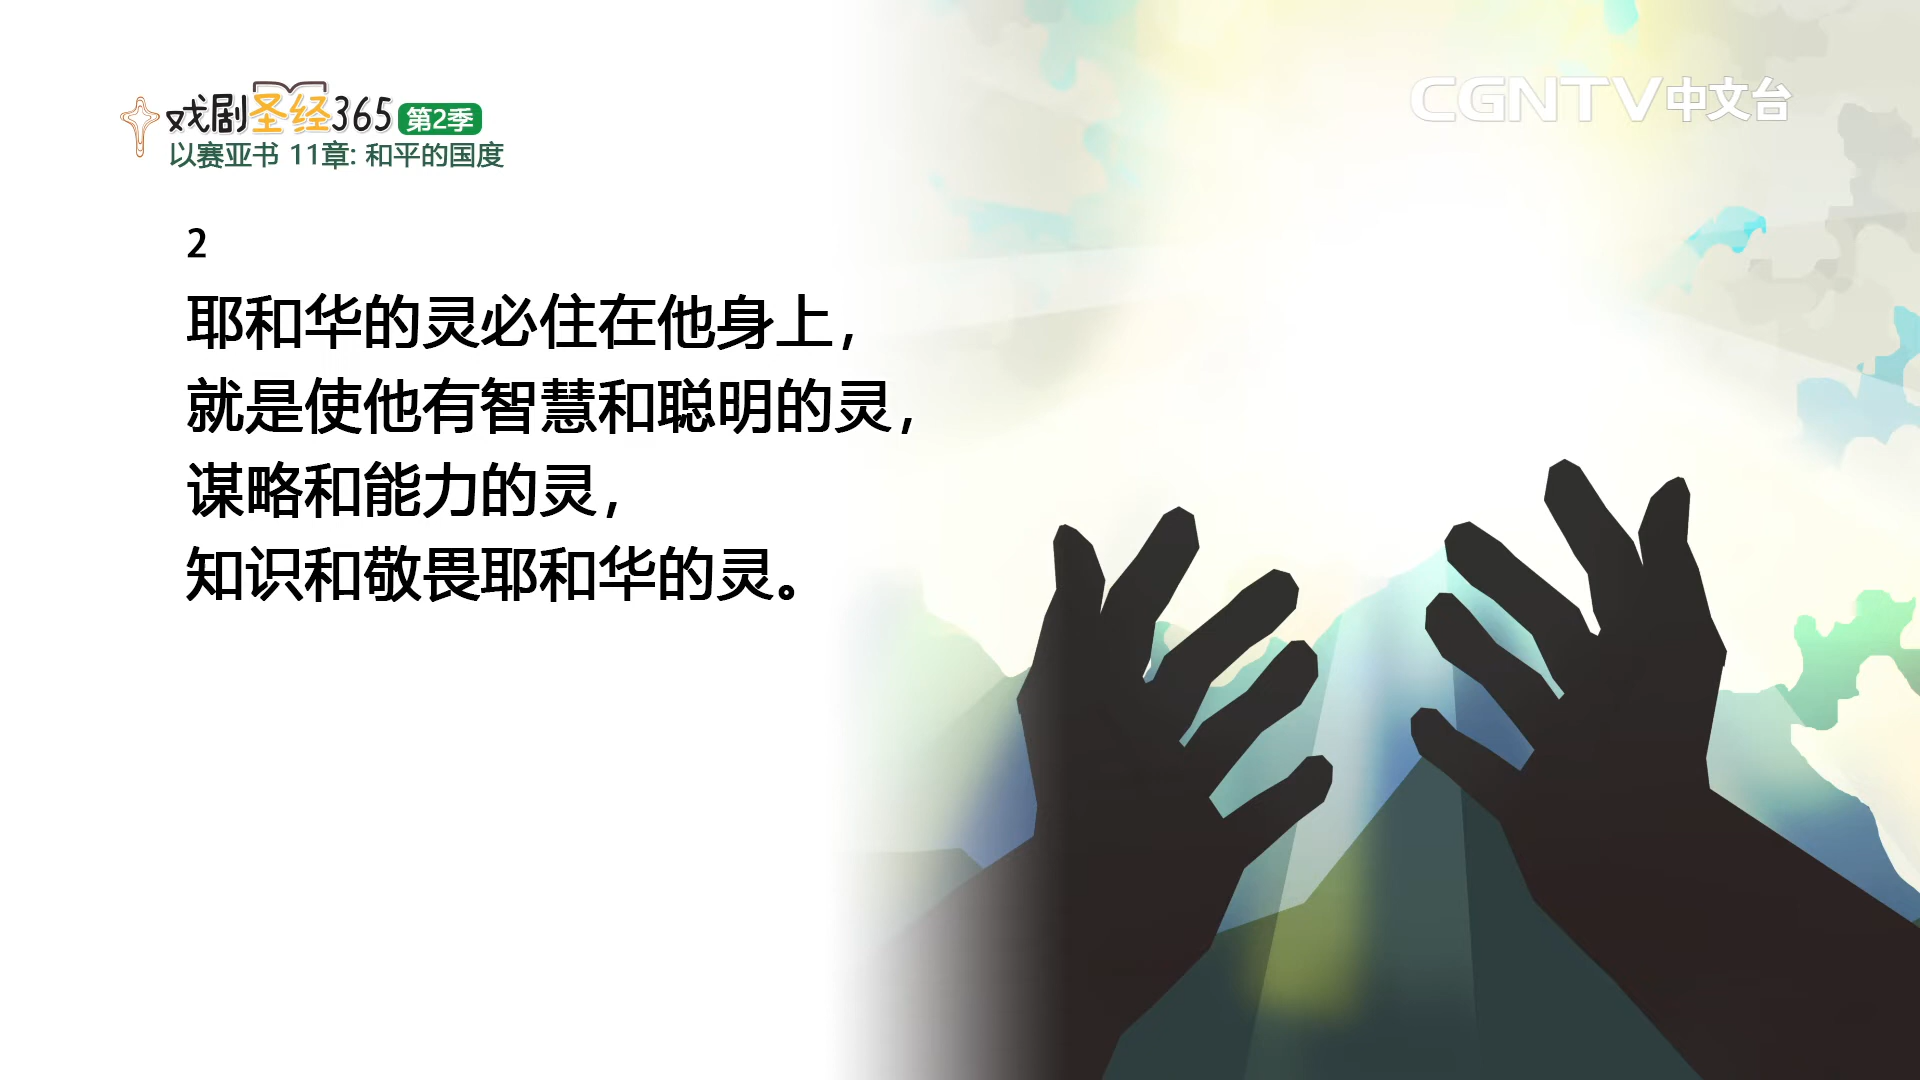 戏剧圣经365 第2季
以赛亚书 11章: 和平的国度
CGNTV中文台
2
耶和华的灵必住在他身上，
就是使他有智慧和聪明的灵，
谋略和能力的灵，
知识和敬畏耶和华的灵。